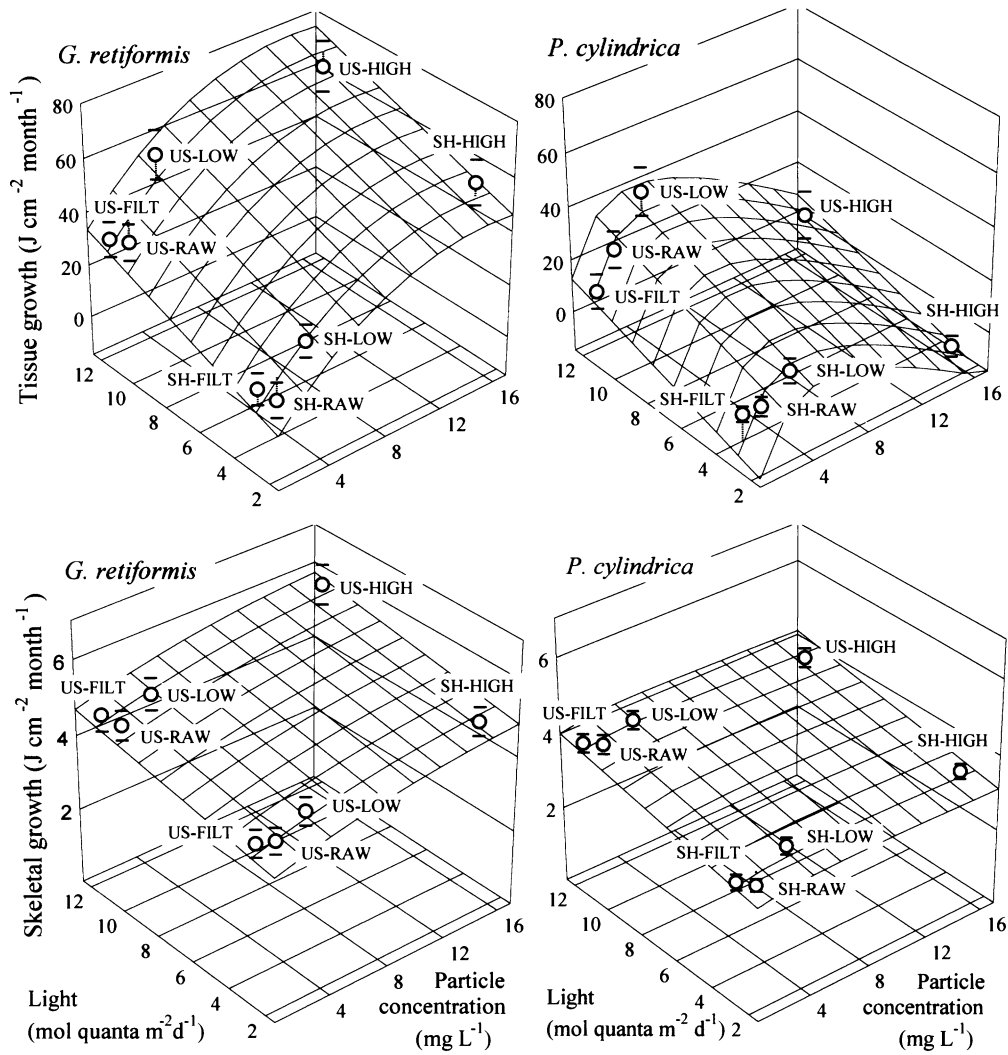 G. retiformis
P. cylindrica
Tissue growth (J cm -2 month -1)
80
60
40
20
0
US-HIGH
SH-HIGH
US-LOW
US-FILT
US-RAW
SH-LOW
SH-FILT
SH-RAW
12
10
8
6
4
2
4
8
12
16
80
60
40
20
0
US-LOW
US-HIGH
US-RAW
US-FILT
SH-HIGH
SH-LOW
SH-FILT
SH-RAW
12
10
8
6
4
2
4
8
12
16
G. retiformis
P. cylindrica
Skeletal growth (J cm -2 month -1)
6
4
2
0
US-HIGH
US-FILT
US-LOW
SH-HIGH
US-RAW
US-LOW
US-FILT
US-RAW
12
10
8
6
4
2
4
8
12
16
Light
(mol quanta m-2d-1)
Particle
concentration
(mg L-1)
6
4
2
0
US-HIGH
US-FILT
US-LOW
US-RAW
SH-HIGH
SH-LOW
SH-FILT
SH-RAW
12
10
8
6
4
2
4
8
12
16
Light
(mol quanta m-2d-1)
Particle
concentration
(mg L-1)